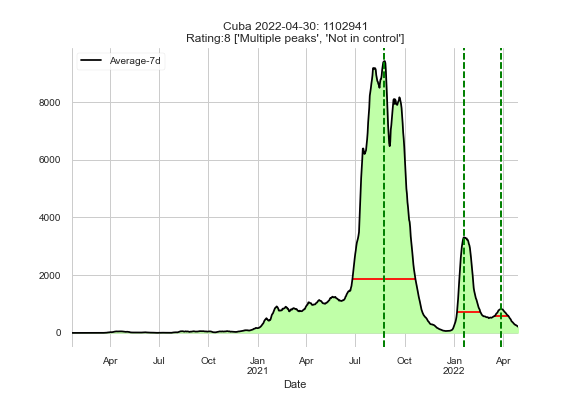 Cuba 2022-04-30: 1102941
Rating:8 ['Multiple peaks', 'Not in control']
Average-7d
8000
6000
4000
2000
0
Apr Jul Oct Jan Apr Jul Oct Jan Apr
2021 2022
Date